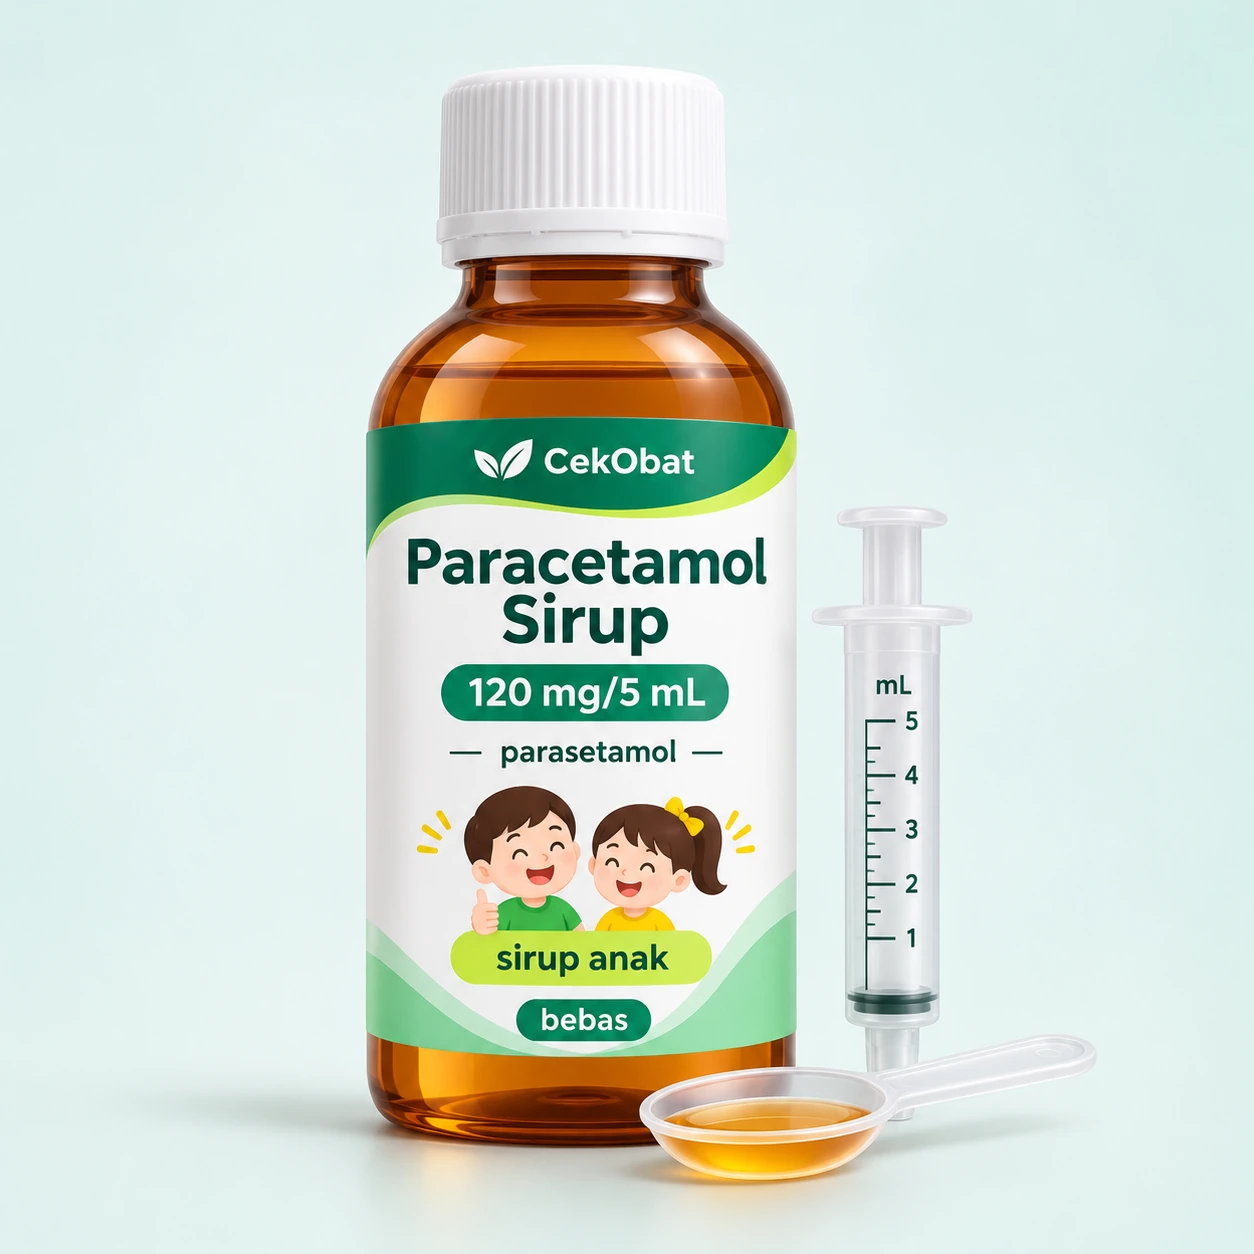 CekObat
Paracetamol
Sirup
120 mg/5 mL
parasetamol
sirup anak
bebas
mL
5
4
3
2
1